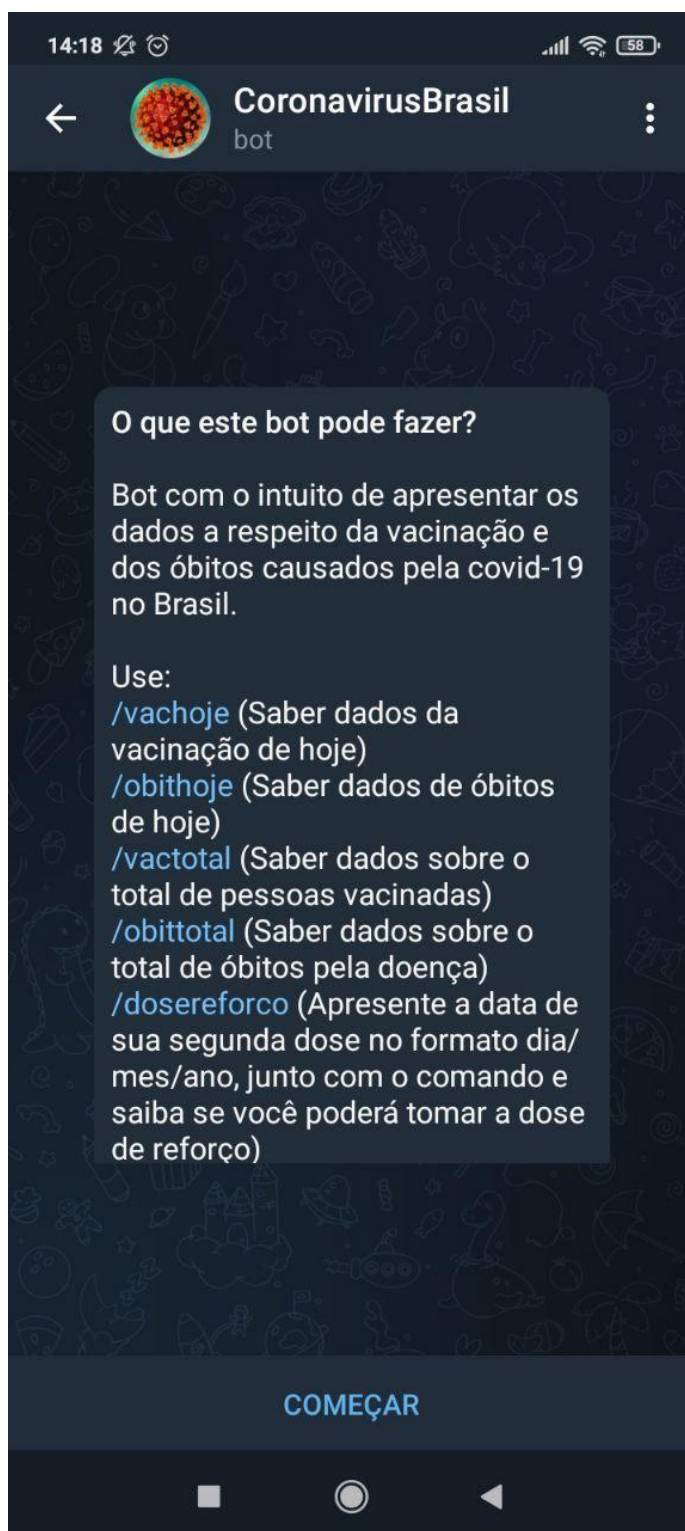 14:18 58
CoronavirusBrasil
bot
O que este bot pode fazer?
Bot com o intuito de apresentar os
dados a respeito da vacinação e
dos óbitos causados pela covid-19
no Brasil.
Use:
/vachoje (Saber dados da
vacinação de hoje)
/obithoje (Saber dados de óbitos
de hoje)
/vactotal (Saber dados sobre o
total de pessoas vacinadas)
/obittotal (Saber dados sobre o
total de óbitos pela doença)
/dosereforco (Apresente a data de
sua segunda dose no formato dia/
mes/ano, junto com o comando e
saiba se você poderá tomar a dose
de reforço)
COMEÇAR